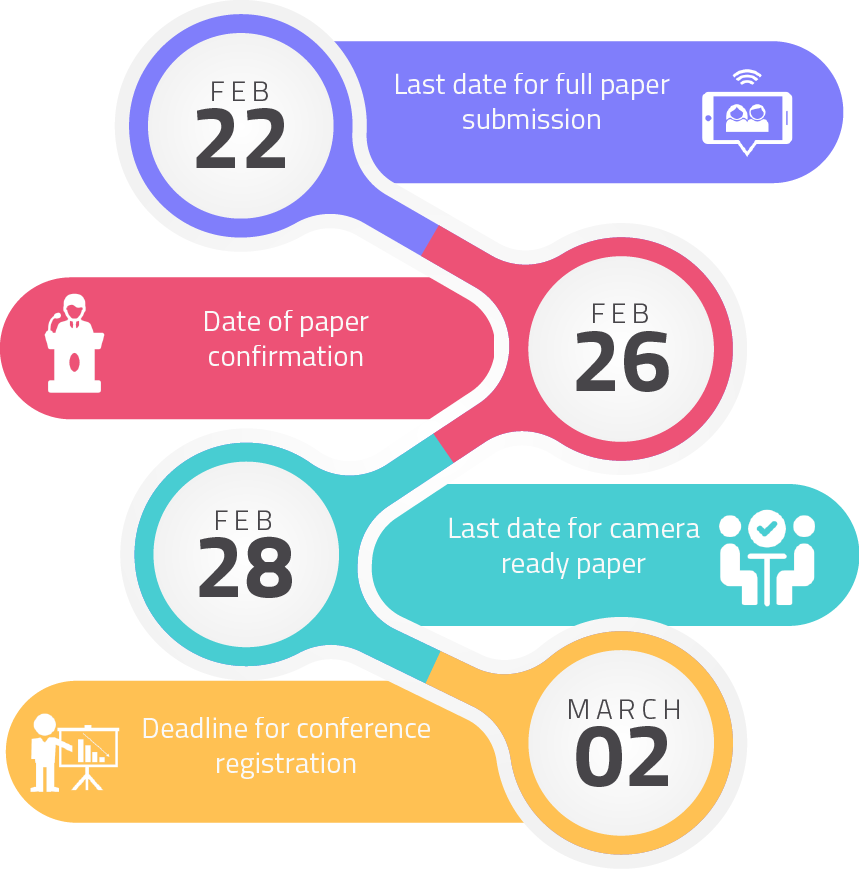 FEB
22
Last date for full paper
submission
Date of paper
confirmation
FEB
26
FEB
28
Last date for camera
ready paper
Deadline for conference
registration
MARCH
02